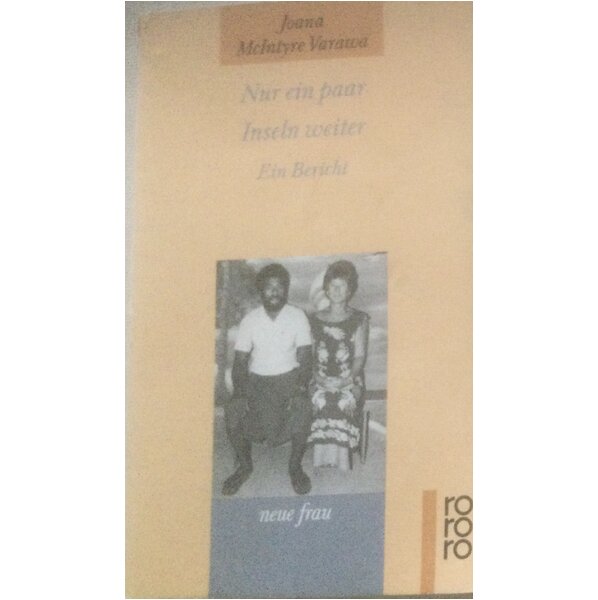 Joana
McIntyre Varawa
Nur ein paar
Inseln weiter
Ein Bericht
neue frau
ro
ro
ro